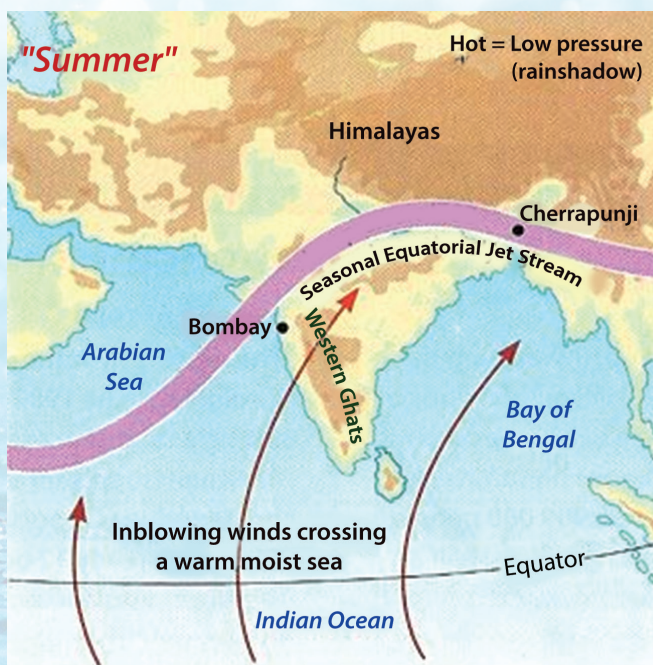 "Summer"
Hot = Low pressure
(rainshadow)
Himalayas
Cherrapunji
Seasonal Equatorial Jet Stream
Bombay
Western Ghats
Arabian
Sea
Bay of
Bengal
Inblowing winds crossing
a warm moist sea
Equator
Indian Ocean